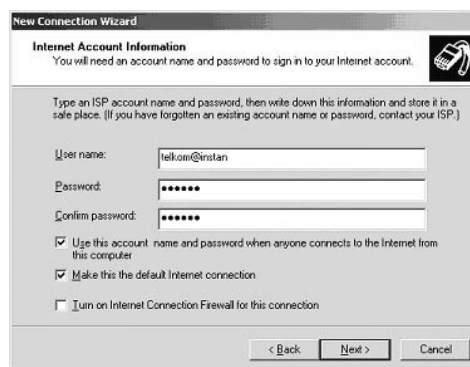 New Connection Wizard
Internet Account Information
You will need an account name and password to sign in to your Internet account.
Type an ISP account name and password, then write down this information and store it in a
safe place. (If you have forgotten an existing account name or password, contact your ISP.)
User name:
telkom@instan
Password:
●●●●●●
Confirm password:
●●●●●●
Use this account name and password when anyone connects to the Internet from
this computer
Make this the default Internet connection
Turn on Internet Connection Firewall for this connection
< Back
Next >
Cancel